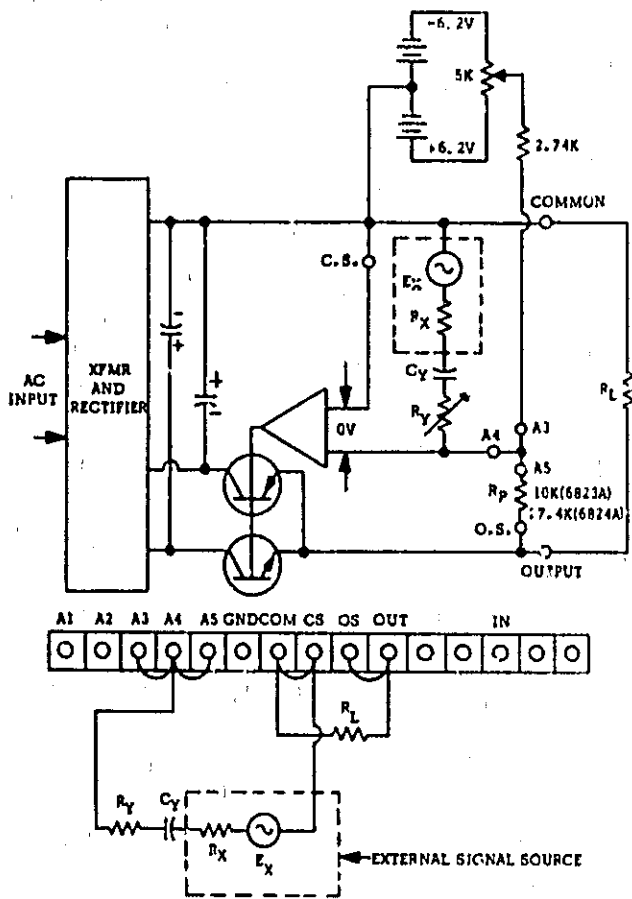 -6.2V
5K
+6.2V
2.74K
COMMON
C.S.
EX
RX
CY
RY
XFMR
AND
RECTIFIER
AC
INPUT
0V
A4
A3
RL
A5
RP 10K(6823A)
17.4K(6824A)
O.S.
OUTPUT
A1 A2 A3 A4 A5 GND COM CS OS OUT IN
RL
RY CY RX EX
EXTERNAL SIGNAL SOURCE